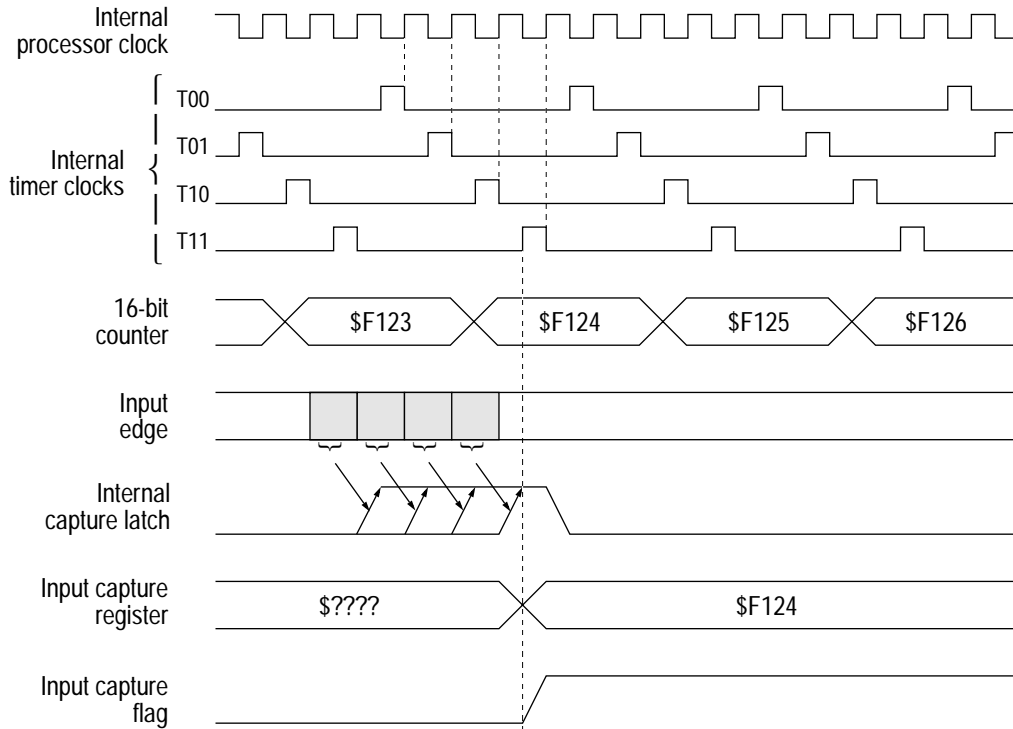 Internal
processor clock
T00
T01
Internal
timer clocks
T10
T11
16-bit
counter
$F123
$F124
$F125
$F126
Input
edge
Internal
capture latch
Input capture
register
$????
$F124
Input capture
flag